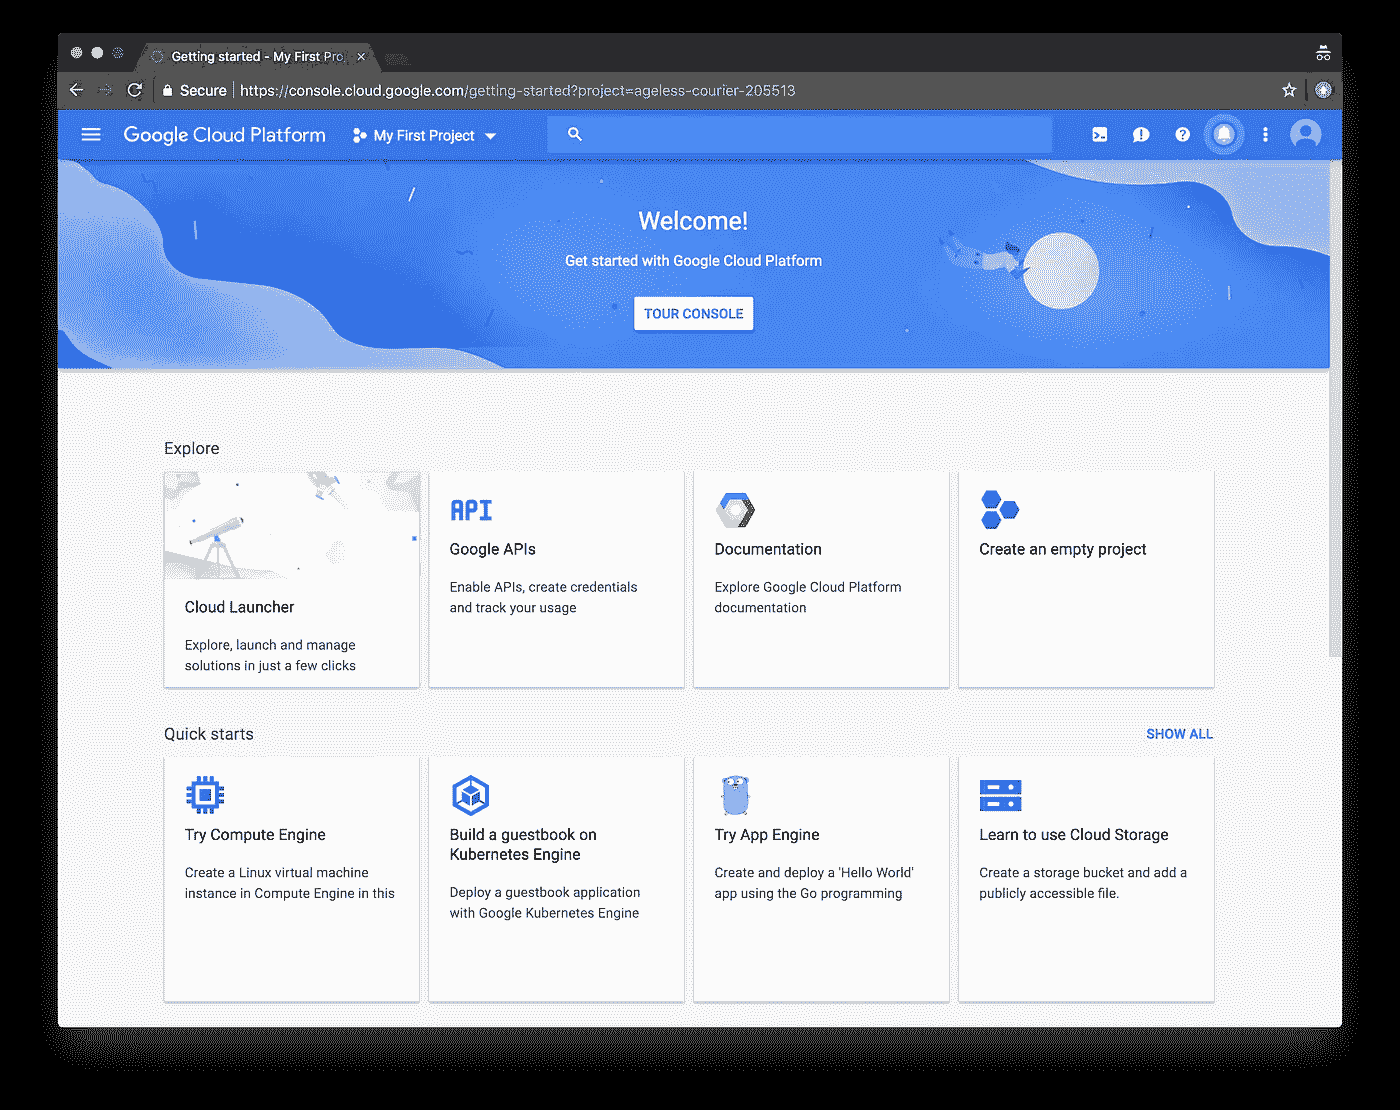 Getting started - My First Proj
Secure https://console.cloud.google.com/getting-started?project=ageless-courier-205513
Google Cloud Platform My First Project
Welcome!
Get started with Google Cloud Platform
TOUR CONSOLE
Explore
Cloud Launcher
Explore, launch and manage
solutions in just a few clicks
API
Google APIs
Enable APIs, create credentials
and track your usage
Documentation
Explore Google Cloud Platform
documentation
Create an empty project
Quick starts
SHOW ALL
Try Compute Engine
Create a Linux virtual machine
instance in Compute Engine in this
Build a guestbook on
Kubernetes Engine
Deploy a guestbook application
with Google Kubernetes Engine
Try App Engine
Create and deploy a 'Hello World'
app using the Go programming
Learn to use Cloud Storage
Create a storage bucket and add a
publicly accessible file.